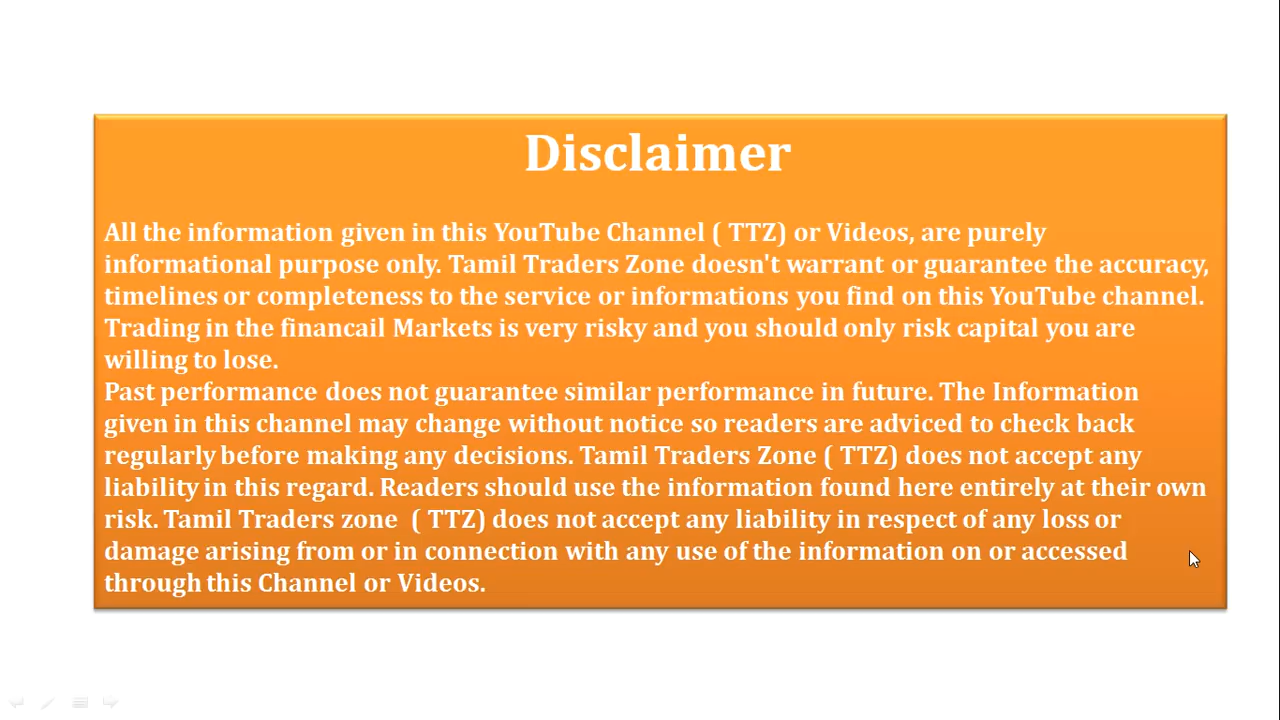 Disclaimer
All the information given in this YouTube Channel ( TTZ) or Videos, are purely
informational purpose only. Tamil Traders Zone doesn't warrant or guarantee the accuracy,
timelines or completeness to the service or informations you find on this YouTube channel.
Trading in the financail Markets is very risky and you should only risk capital you are
willing to lose.
Past performance does not guarantee similar performance in future. The Information
given in this channel may change without notice so readers are adviced to check back
regularly before making any decisions. Tamil Traders Zone ( TTZ) does not accept any
liability in this regard. Readers should use the information found here entirely at their own
risk. Tamil Traders zone  ( TTZ) does not accept any liability in respect of any loss or
damage arising from or in connection with any use of the information on or accessed
through this Channel or Videos.